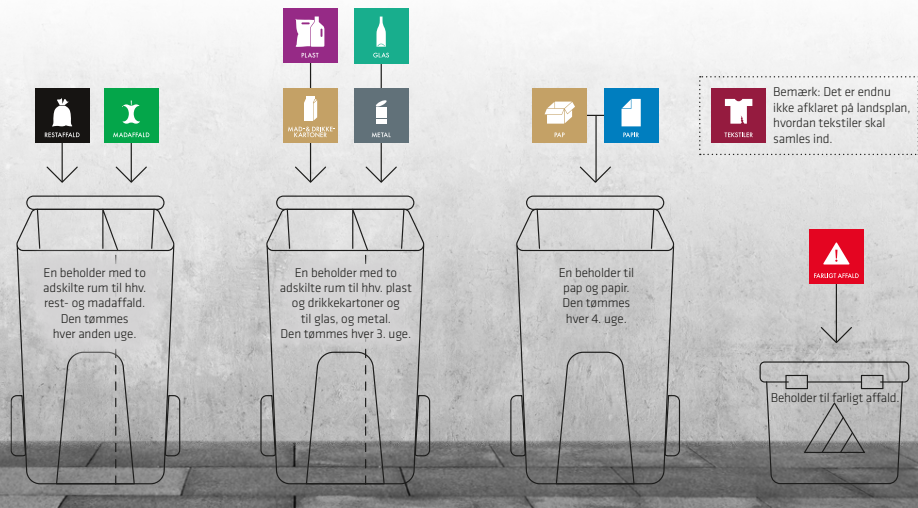 PLAST
GLAS
RESTAFFALD
MADAFFALD
MAD- & DRIKKE-
KARTONER
METAL
PAP
PAPIR
TEKSTILER
Bemærk: Det er endnu
ikke afklaret på landsplan,
hvordan tekstiler skal
samles ind.
FARLIGT AFFALD
En beholder med to
adskilte rum til hhv.
rest- og madaffald.
Den tømmes
hver anden uge.
En beholder med to
adskilte rum til hhv. plast
og drikkekartoner og
til glas, og metal.
Den tømmes hver 3. uge.
En beholder til
pap og papir.
Den tømmes
hver 4. uge.
Beholder til farligt affald.